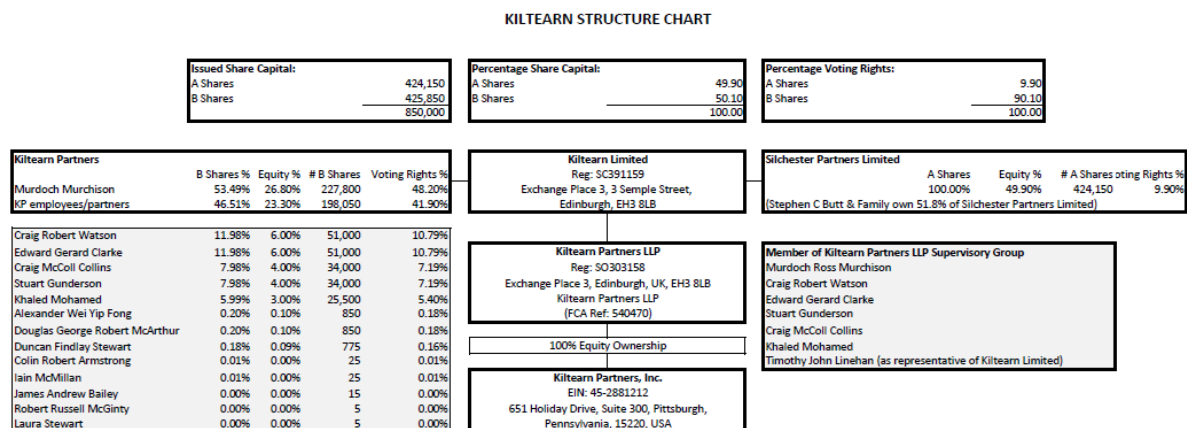 KILTEARN STRUCTURE CHART
Issued Share Capital:
A Shares 424,150
B Shares 425,850
850,000
Percentage Share Capital:
A Shares 49.90
B Shares 50.10
100.00
Percentage Voting Rights:
A Shares 9.90
B Shares 90.10
100.00
Kiltearn Partners
B Shares % Equity % # B Shares Voting Rights %
Murdoch Murchison 53.49% 26.80% 227,800 48.20%
KP employees/partners 46.51% 23.30% 198,050 41.90%
Craig Robert Watson 11.98% 6.00% 51,000 10.79%
Edward Gerard Clarke 11.98% 6.00% 51,000 10.79%
Craig McColl Collins 7.98% 4.00% 34,000 7.19%
Stuart Gunderson 7.98% 4.00% 34,000 7.19%
Khaled Mohamed 5.99% 3.00% 25,500 5.40%
Alexander Wei Yip Fong 0.20% 0.10% 850 0.18%
Douglas George Robert McArthur 0.20% 0.10% 850 0.18%
Duncan Findlay Stewart 0.18% 0.09% 775 0.16%
Colin Robert Armstrong 0.01% 0.00% 25 0.01%
Iain McMillan 0.01% 0.00% 25 0.01%
James Andrew Bailey 0.00% 0.00% 15 0.00%
Robert Russell McGinty 0.00% 0.00% 5 0.00%
Laura Stewart 0.00% 0.00% 5 0.00%
Kiltearn Limited
Reg: SC391159
Exchange Place 3, 3 Semple Street,
Edinburgh, EH3 8LB
Kiltearn Partners LLP
Reg: SO303158
Exchange Place 3, Edinburgh, UK, EH3 8LB
Kiltearn Partners LLP
(FCA Ref: 540470)
100% Equity Ownership
Kiltearn Partners, Inc.
EIN: 45-2881212
651 Holiday Drive, Suite 300, Pittsburgh,
Pennsylvania, 15220, USA
Silchester Partners Limited
A Shares Equity % # A Shares oting Rights %
100.00% 49.90% 424,150 9.90%
(Stephen C Butt & Family own 51.8% of Silchester Partners Limited)
Member of Kiltearn Partners LLP Supervisory Group
Murdoch Ross Murchison
Craig Robert Watson
Edward Gerard Clarke
Stuart Gunderson
Craig McColl Collins
Khaled Mohamed
Timothy John Linehan (as representative of Kiltearn Limited)